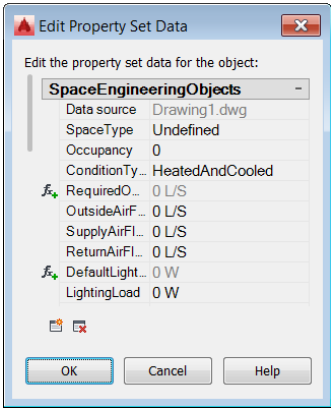 Edit Property Set Data
Edit the property set data for the object:
SpaceEngineeringObjects
Data source Drawing1.dwg
SpaceType Undefined
Occupancy 0
ConditionTy... HeatedAndCooled
RequiredO... 0 L/S
OutsideAirF... 0 L/S
SupplyAirFl... 0 L/S
ReturnAirFl... 0 L/S
DefaultLight... 0 W
LightingLoad 0 W
OK Cancel Help